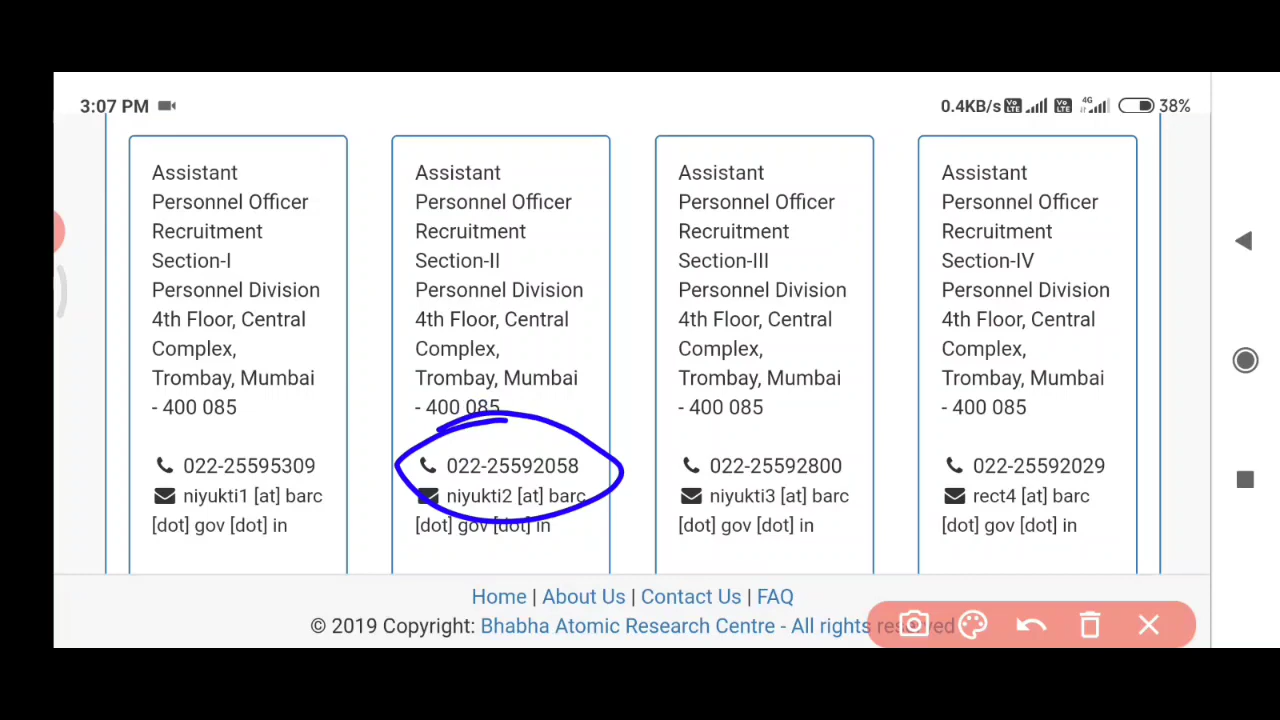 3:07 PM
0.4KB/s Vo LTE Vo LTE 4G 38%
Assistant
Personnel Officer
Recruitment
Section-I
Personnel Division
4th Floor, Central
Complex,
Trombay, Mumbai
- 400 085
022-25595309
niyukti1 [at] barc
[dot] gov [dot] in
Assistant
Personnel Officer
Recruitment
Section-II
Personnel Division
4th Floor, Central
Complex,
Trombay, Mumbai
- 400 085
022-25592058
niyukti2 [at] barc
[dot] gov [dot] in
Assistant
Personnel Officer
Recruitment
Section-III
Personnel Division
4th Floor, Central
Complex,
Trombay, Mumbai
- 400 085
022-25592800
niyukti3 [at] barc
[dot] gov [dot] in
Assistant
Personnel Officer
Recruitment
Section-IV
Personnel Division
4th Floor, Central
Complex,
Trombay, Mumbai
- 400 085
022-25592029
rect4 [at] barc
[dot] gov [dot] in
Home | About Us | Contact Us | FAQ
© 2019 Copyright: Bhabha Atomic Research Centre - All rights reserved